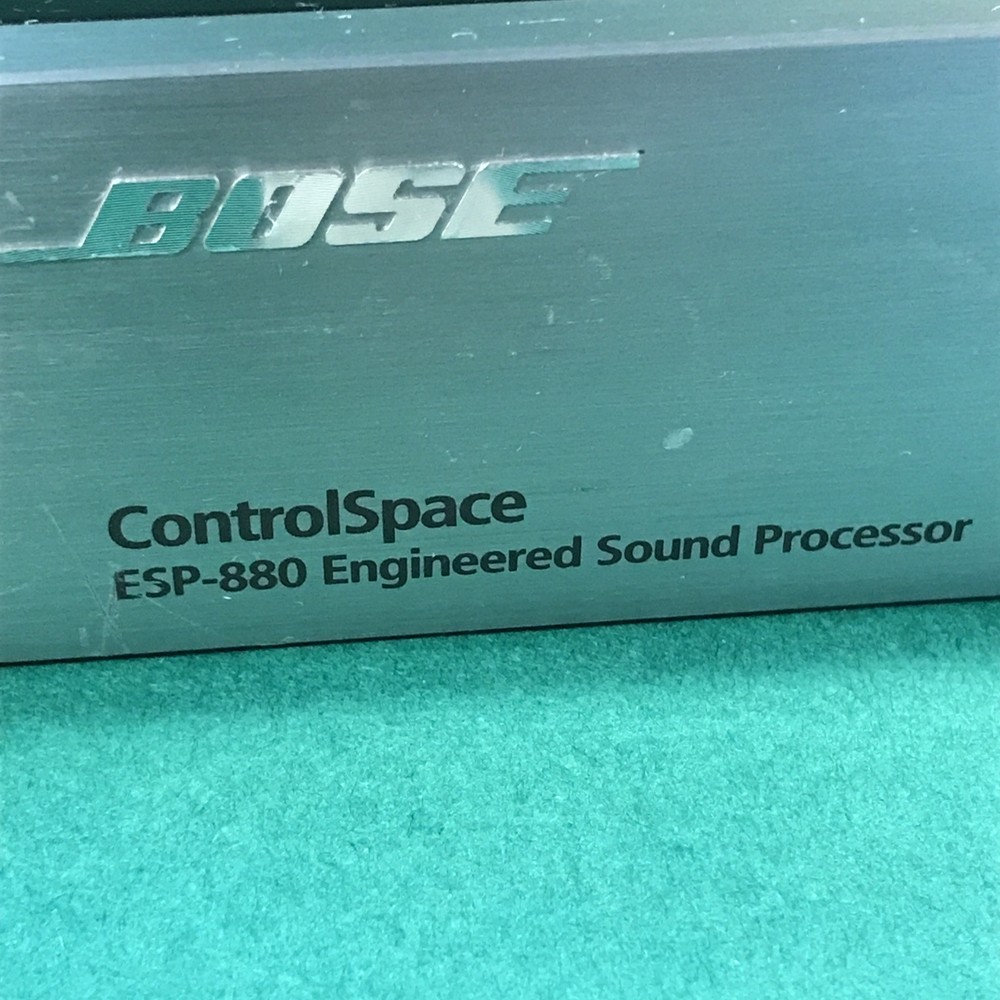 BOSE
ControlSpace
ESP-880 Engineered Sound Processor